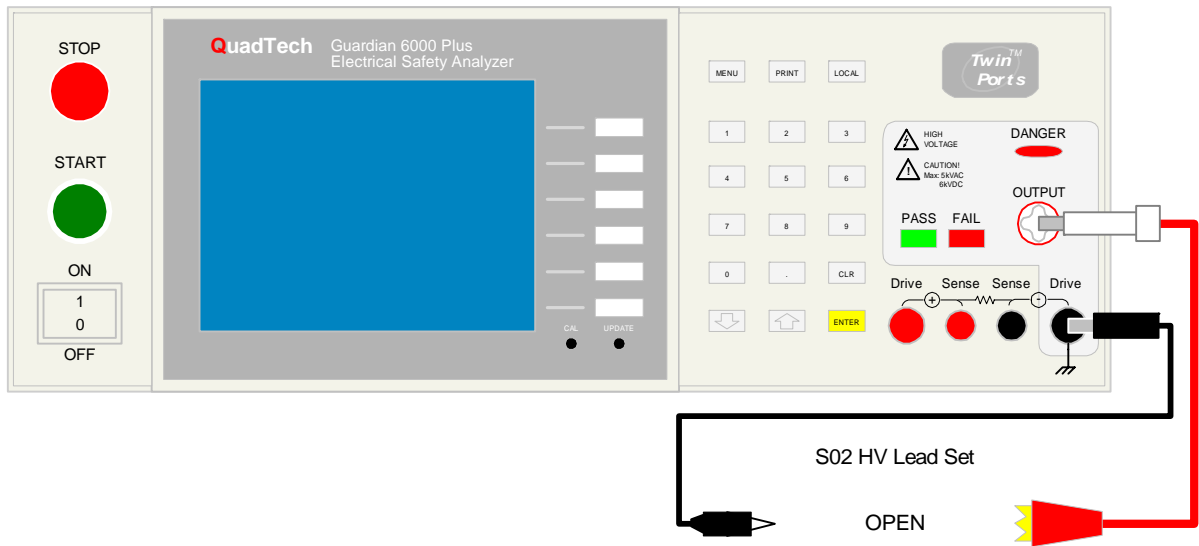 STOP
START
ON
1
0
OFF
QuadTech
Guardian 6000 Plus
Electrical Safety Analyzer
CAL
UPDATE
MENU
PRINT
LOCAL
1
2
3
4
5
6
7
8
9
0
.
CLR
ENTER
Twin TM
Ports
HIGH
VOLTAGE
DANGER
CAUTION!
Max: 5kVAC
6kVDC
OUTPUT
PASS
FAIL
Drive
Sense
Sense
Drive
+
-
S02 HV Lead Set
OPEN